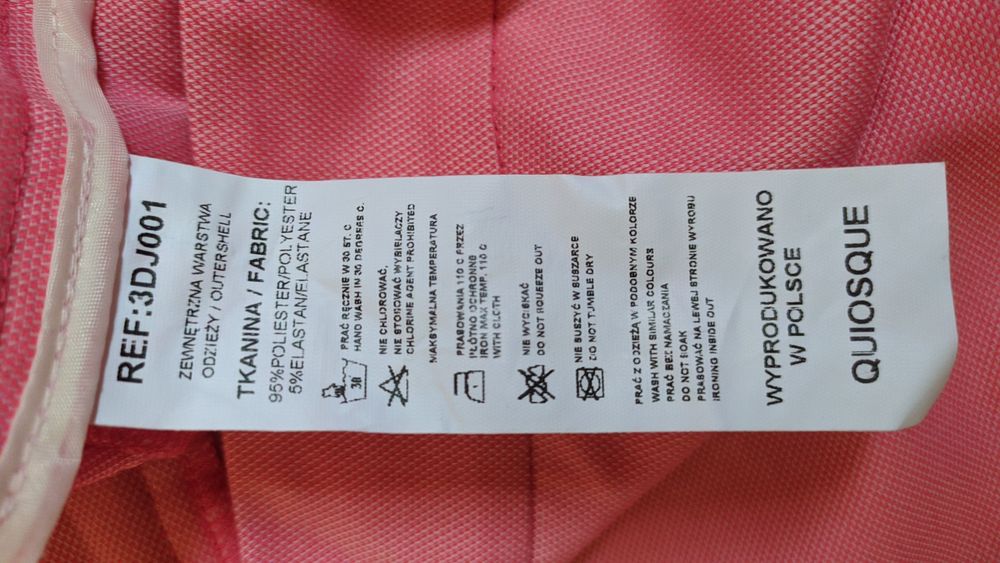 REF:3DJ001
ZEWNĘTRZNA WARSTWA
ODZIEŻY / OUTERSHELL
TKANINA / FABRIC:
95%POLIESTER/POLYESTER
5%ELASTAN/ELASTANE
30
PRAĆ RĘCZNIE W 30 ST. C
HAND WASH IN 30 DEGREES C.
NIE CHLOROWAĆ,
NIE STOSOWAĆ WYBIELACZY
CHLORINE AGENT PROHIBITED
MAKSYMALNA TEMPERATURA
PRASOWANIA 110 C PRZEZ
PŁÓTNO OCHRONNE
IRON MAX TEMP. 110 C
WITH CLOTH
NIE WYCISKAĆ
DO NOT SQUEEZE OUT
NIE SUSZYĆ W SUSZARCE
DO NOT TUMBLE DRY
PRAĆ Z ODZIEŻĄ W PODOBNYM KOLORZE
WASH WITH SIMILAR COLOURS
PRAĆ BEZ NAMACZANIA
DO NOT SOAK
PRASOWAĆ NA LEWEJ STRONIE WYROBU
IRONING INSIDE OUT
WYPRODUKOWANO
W POLSCE
QUIOSQUE